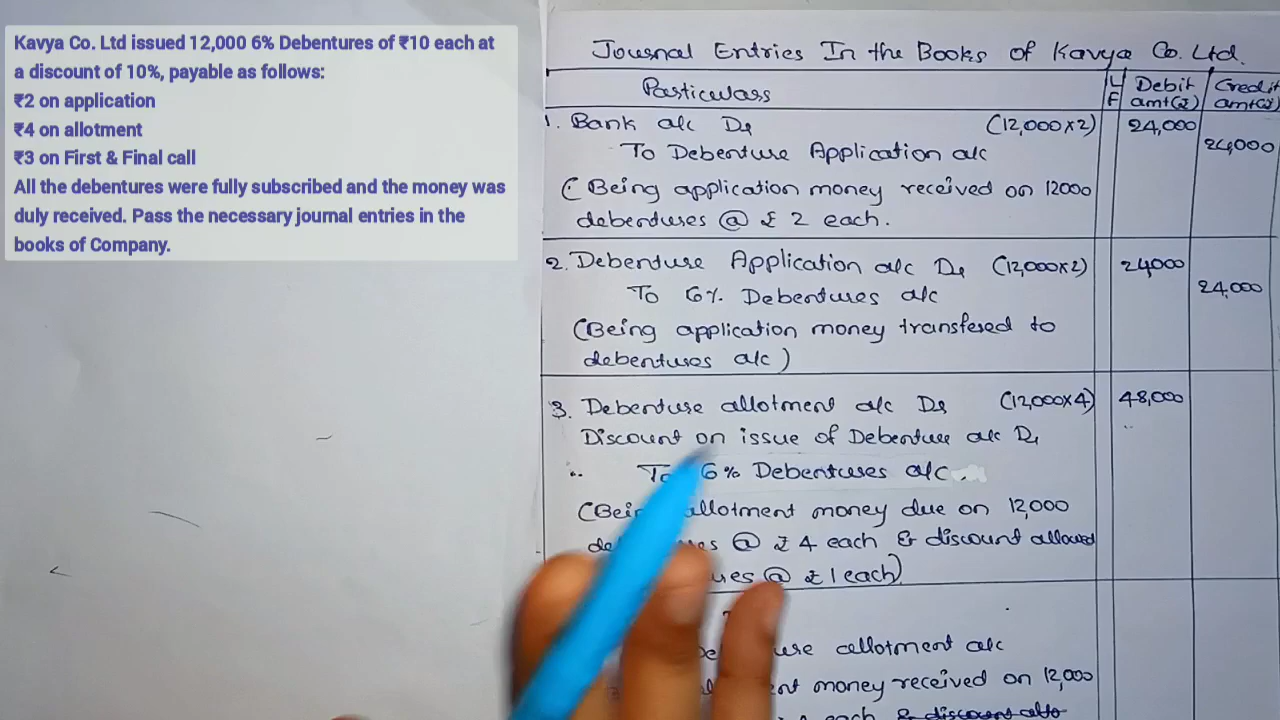 Kavya Co. Ltd issued 12,000 6% Debentures of ₹10 each at
a discount of 10%, payable as follows:
₹2 on application
₹4 on allotment
₹3 on First & Final call
All the debentures were fully subscribed and the money was
duly received. Pass the necessary journal entries in the
books of Company.
Journal Entries In the Books of Kavya Co. Ltd.
Particulars L F Debit amt(₹) Credit amt(₹)
1. Bank a/c Dr (12,000×2) 24,000
To Debenture Application a/c 24,000
(Being application money received on 12000
debentures @ ₹ 2 each.
2. Debenture Application a/c Dr (12,000×2) 24000
To 6% Debentures a/c 24,000
(Being application money transfered to
debentures a/c)
3. Debenture allotment a/c Dr (12,000×4) 48,000
Discount on issue of Debenture a/c Dr
To 6% Debentures a/c.
(Being allotment money due on 12,000
@ ₹ 4 each & discount allowed
@ ₹ 1 each)
allotment a/c
money received on 12,000
each & discount allo